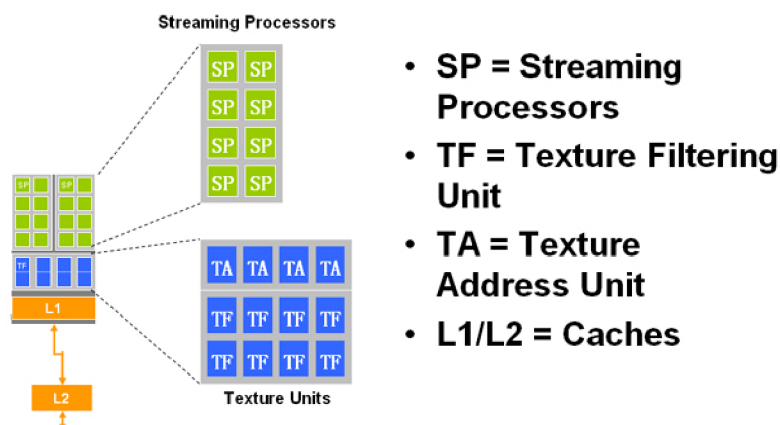 Streaming Processors
SP SP
SP SP
SP SP
SP SP
SP SP
TF
L1
L2
TA TA TA TA
TF TF TF TF
TF TF TF TF
Texture Units
• SP = Streaming
Processors
• TF = Texture Filtering
Unit
• TA = Texture
Address Unit
• L1/L2 = Caches